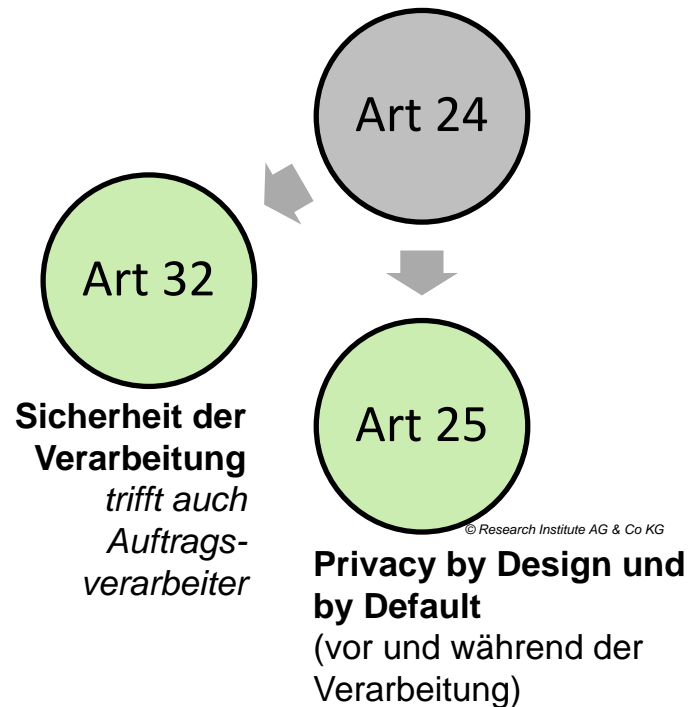 Art 24
Art 32
Sicherheit der
Verarbeitung
trifft auch
Auftrags-
verarbeiter
Art 25
© Research Institute AG & Co KG
Privacy by Design und
by Default
(vor und während der
Verarbeitung)